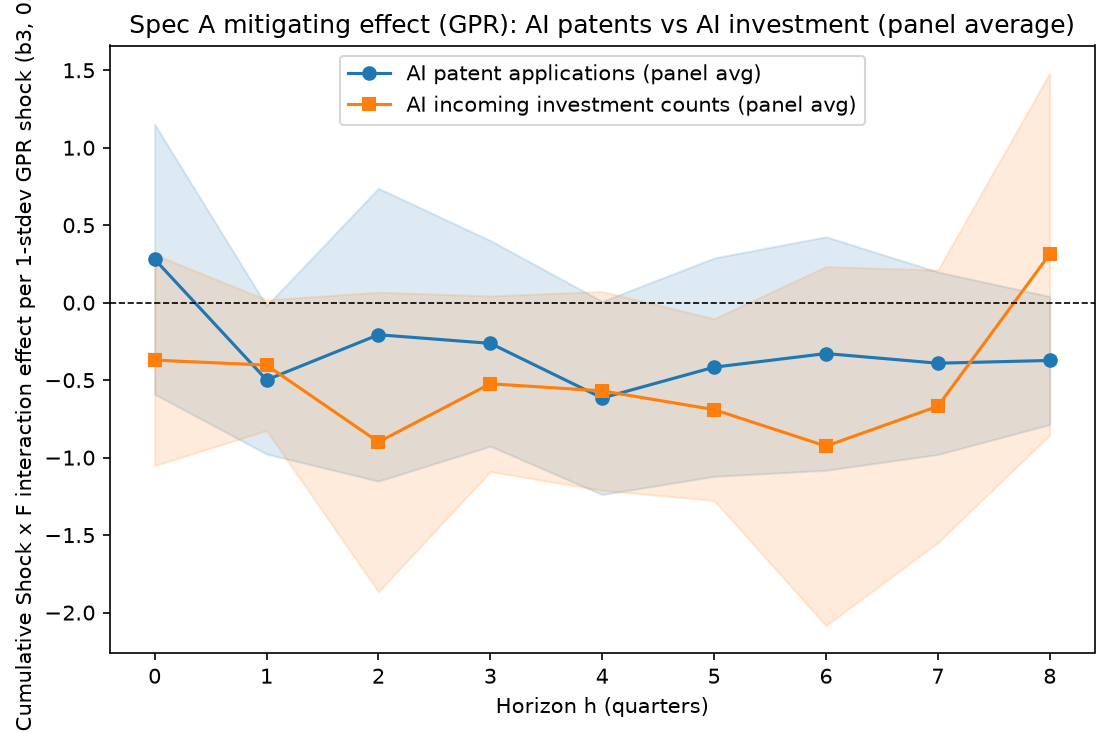 Spec A mitigating effect (GPR): AI patents vs AI investment (panel average)
Cumulative Shock x F interaction effect per 1-stdev GPR shock (b3, 0
AI patent applications (panel avg)
AI incoming investment counts (panel avg)
1.5
1.0
0.5
0.0
−0.5
−1.0
−1.5
−2.0
0 1 2 3 4 5 6 7 8
Horizon h (quarters)